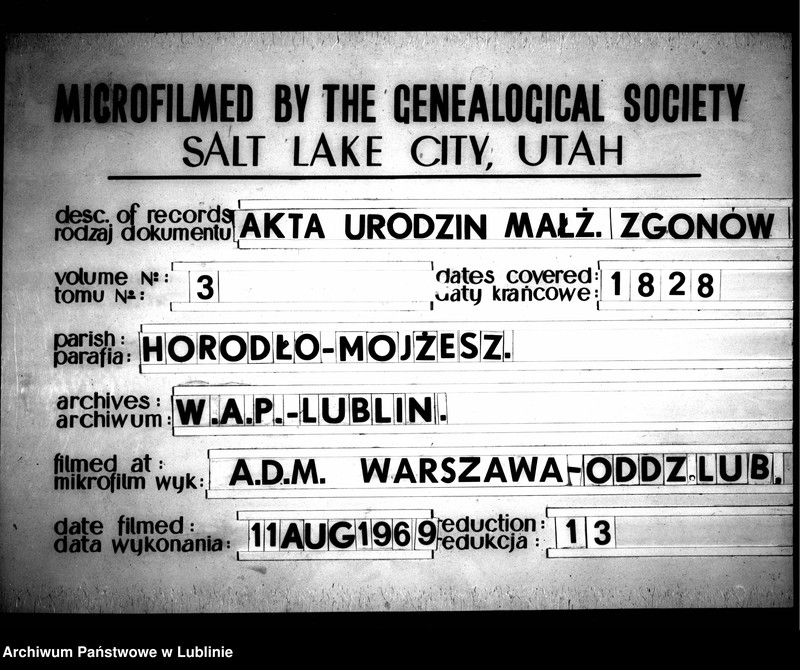 MICROFILMED BY THE GENEALOGICAL SOCIETY
SALT LAKE CITY, UTAH
desc. of records
rodzaj dokumentu AKTA URODZIN MAŁŻ. ZGONÓW
volume №:
tomu №: 3
dates covered:
daty krańcowe: 1828
parish:
parafia: HORODŁO-MOJŻESZ.
archives:
archiwum: W.A.P.-LUBLIN.
filmed at:
mikrofilm wyk: A.D.M. WARSZAWA-ODDZ.LUB.
date filmed:
data wykonania: 11AUG1969
reduction:
redukcja: 13
Archiwum Państwowe w Lublinie